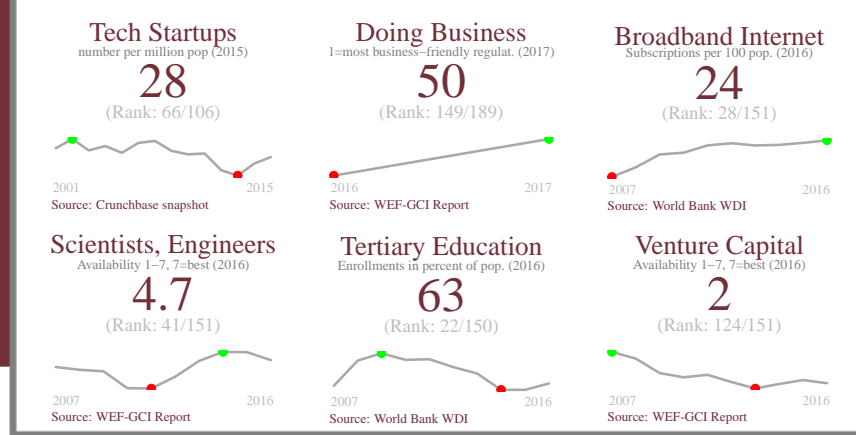 Tech Startups
number per million pop (2015)
28
(Rank: 66/106)
2001 2015
Source: Crunchbase snapshot
Doing Business
1=most business−friendly regulat. (2017)
50
(Rank: 149/189)
2016 2017
Source: WEF-GCI Report
Broadband Internet
Subscriptions per 100 pop. (2016)
24
(Rank: 28/151)
2007 2016
Source: World Bank WDI
Scientists, Engineers
Availability 1−7, 7=best (2016)
4.7
(Rank: 41/151)
2007 2016
Source: WEF-GCI Report
Tertiary Education
Enrollments in percent of pop. (2016)
63
(Rank: 22/150)
2007 2016
Source: World Bank WDI
Venture Capital
Availability 1−7, 7=best (2016)
2
(Rank: 124/151)
2007 2016
Source: WEF-GCI Report